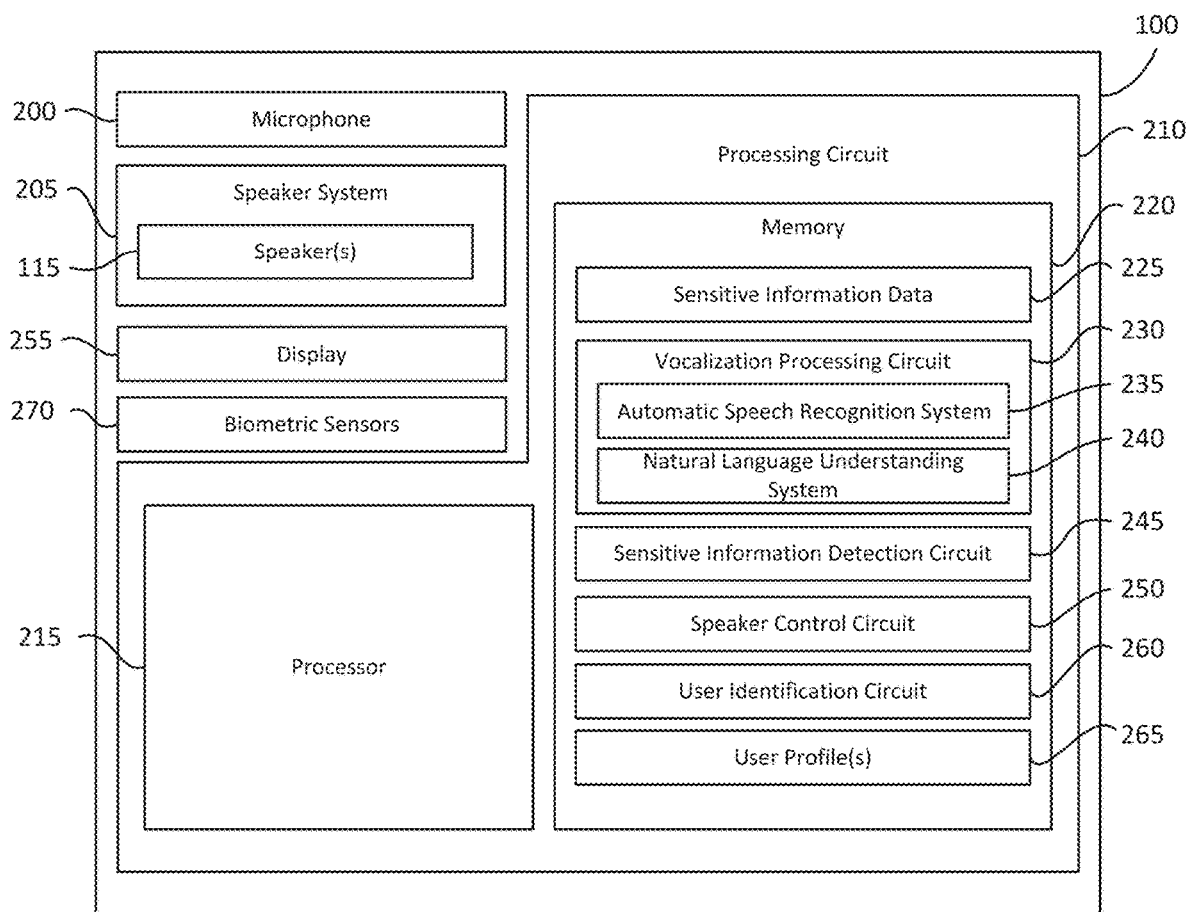 100
200
Microphone
210
Processing Circuit
205
Speaker System
220
Memory
115
Speaker(s)
225
Sensitive Information Data
255
Display
230
Vocalization Processing Circuit
235
Automatic Speech Recognition System
270
Biometric Sensors
240
Natural Language Understanding
System
245
Sensitive Information Detection Circuit
250
Speaker Control Circuit
215
Processor
260
User Identification Circuit
265
User Profile(s)